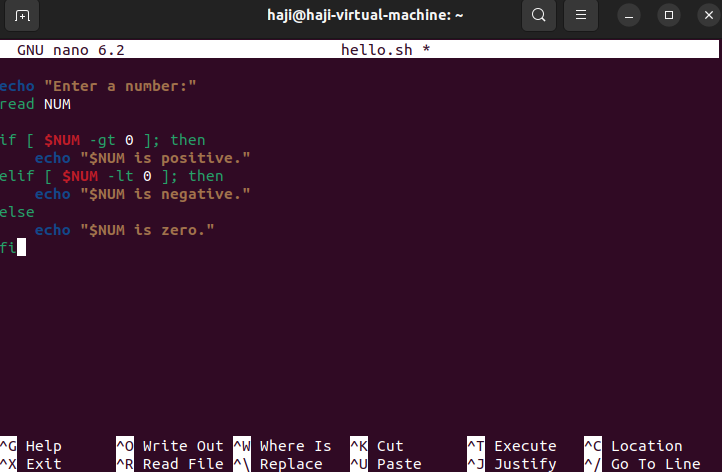 haji@haji-virtual-machine: ~
GNU nano 6.2 hello.sh *
echo "Enter a number:"
read NUM
if [ $NUM -gt 0 ]; then
    echo "$NUM is positive."
elif [ $NUM -lt 0 ]; then
    echo "$NUM is negative."
else
    echo "$NUM is zero."
fi
^G Help ^O Write Out ^W Where Is ^K Cut ^T Execute ^C Location
^X Exit ^R Read File ^\ Replace ^U Paste ^J Justify ^/ Go To Line